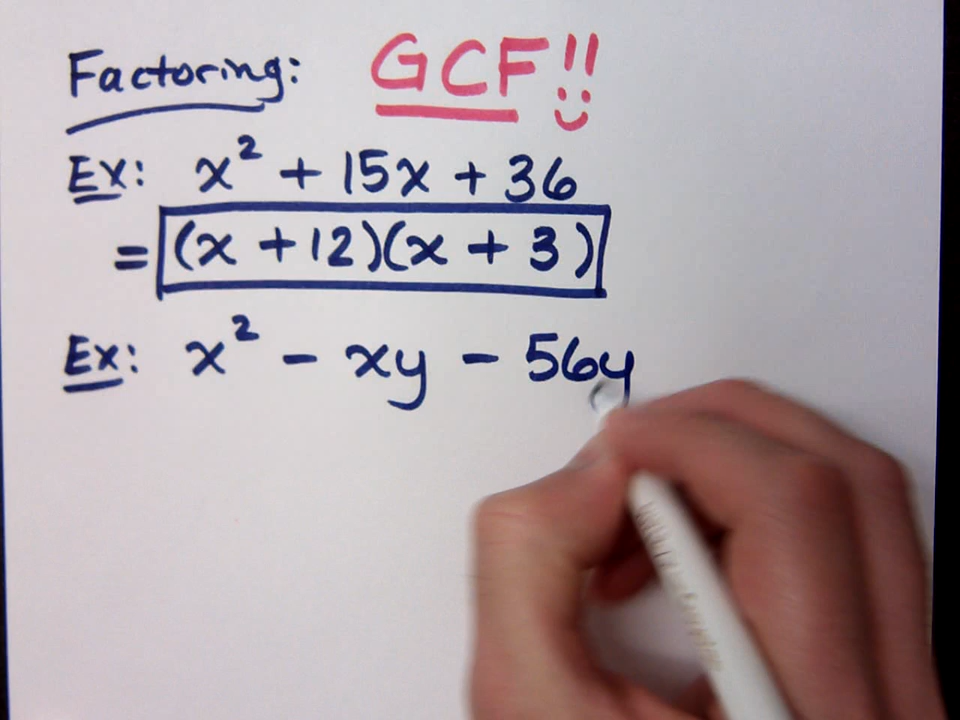 Factoring: GCF!!
Ex: x² + 15x + 36
= (x + 12)(x + 3)
Ex: x² - xy - 56y